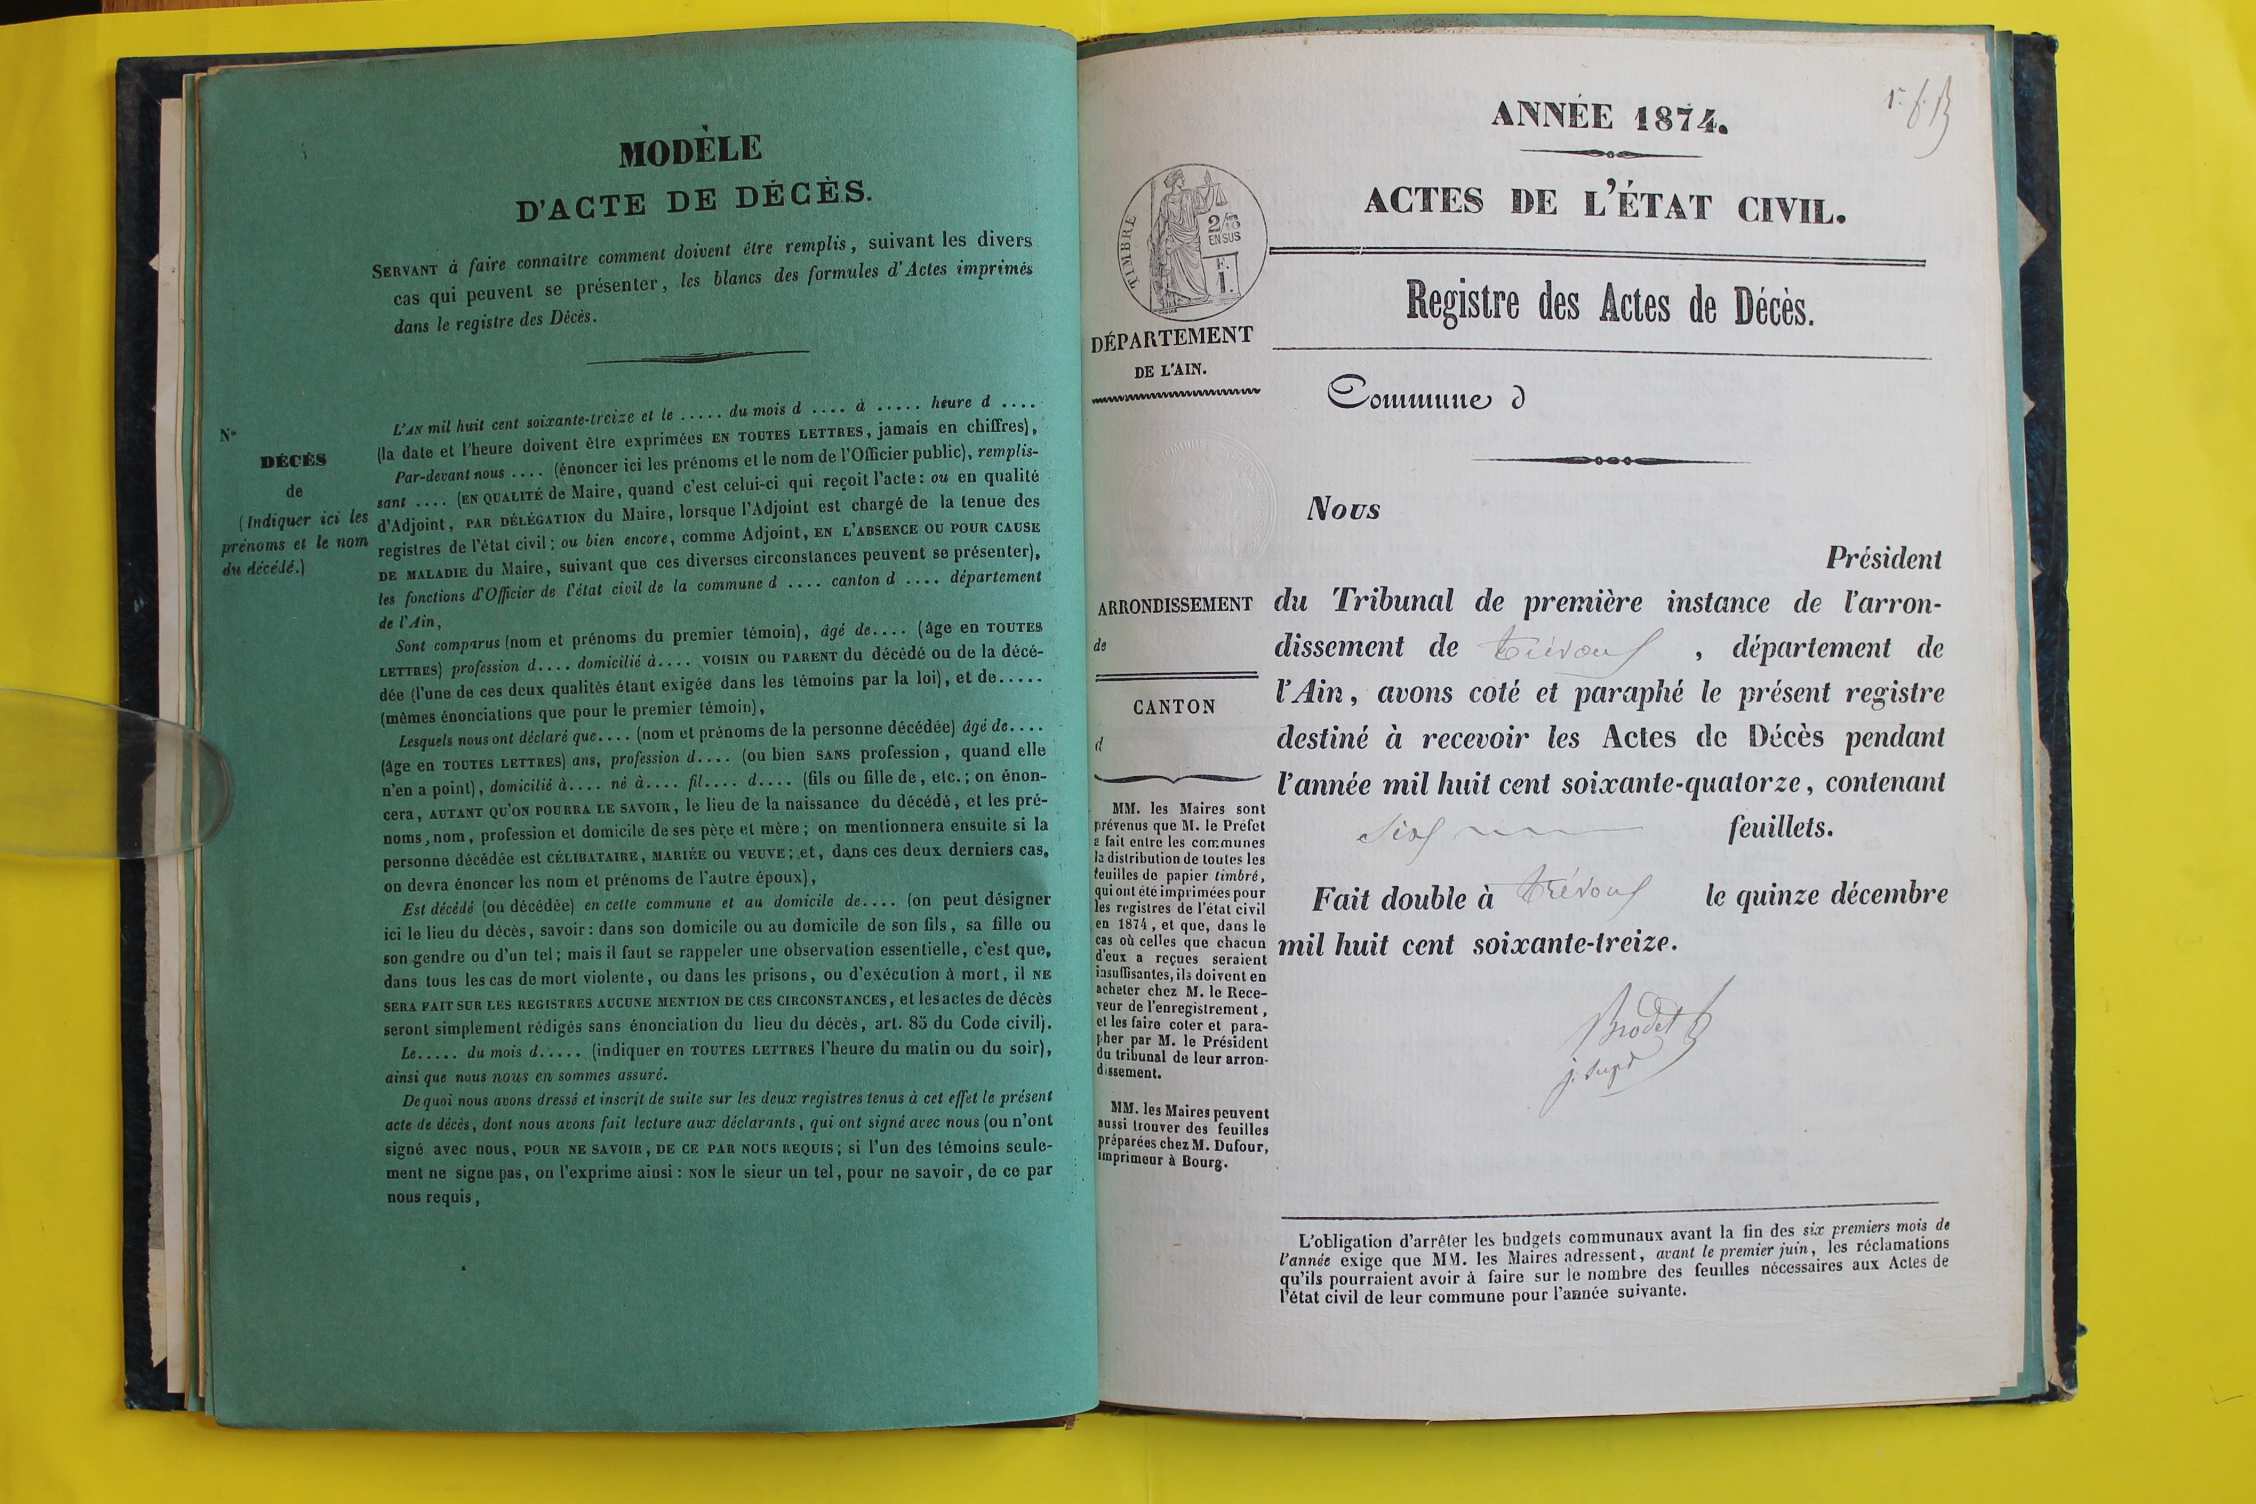 MODÈLE
D'ACTE DE DÉCÈS.
SERVANT à faire connaître comment doivent être remplis, suivant les divers
cas qui peuvent se présenter, les blancs des formules d'Actes imprimés
dans le registre des Décès.
N°
DÉCÈS
de
(Indiquer ici les
prénoms et le nom
du décédé.)
L'AN mil huit cent soixante-treize et le ..... du mois d .... à ..... heure d ....
(la date et l'heure doivent être exprimées EN TOUTES LETTRES, jamais en chiffres),
Par-devant nous .... (énoncer ici les prénoms et le nom de l'Officier public), remplis-
sant .... (EN QUALITÉ de Maire, quand c'est celui-ci qui reçoit l'acte: ou en qualité
d'Adjoint, PAR DÉLÉGATION du Maire, lorsque l'Adjoint est chargé de la tenue des
registres de l'état civil; ou bien encore, comme Adjoint, EN L'ABSENCE OU POUR CAUSE
DE MALADIE du Maire, suivant que ces diverses circonstances peuvent se présenter),
les fonctions d'Officier de l'état civil de la commune d .... canton d .... département
de l'Ain,
Sont comparus (nom et prénoms du premier témoin), âgé de.... (âge en TOUTES
LETTRES) profession d.... domicilié à.... VOISIN OU PARENT du décédé ou de la décé-
dée (l'une de ces deux qualités étant exigée dans les témoins par la loi), et de.....
(mêmes énonciations que pour le premier témoin),
Lesquels nous ont déclaré que.... (nom et prénoms de la personne décédée) âgé de....
(âge en TOUTES LETTRES) ans, profession d.... (ou bien SANS profession, quand elle
n'en a point), domicilié à.... né à.... fil.... d.... (fils ou fille de, etc.; on énon-
cera, AUTANT QU'ON POURRA LE SAVOIR, le lieu de la naissance du décédé, et les pré-
noms, nom, profession et domicile de ses père et mère; on mentionnera ensuite si la
personne décédée est CÉLIBATAIRE, MARIÉE OU VEUVE; et, dans ces deux derniers cas,
on devra énoncer les nom et prénoms de l'autre époux),
Est décédé (ou décédée) en cette commune et au domicile de.... (on peut désigner
ici le lieu du décès, savoir: dans son domicile ou au domicile de son fils, sa fille ou
son gendre ou d'un tel; mais il faut se rappeler une observation essentielle, c'est que,
dans tous les cas de mort violente, ou dans les prisons, ou d'exécution à mort, il NE
SERA FAIT SUR LES REGISTRES AUCUNE MENTION DE CES CIRCONSTANCES, et les actes de décès
seront simplement rédigés sans énonciation du lieu du décès, art. 85 du Code civil).
Le..... du mois d..... (indiquer en TOUTES LETTRES l'heure du matin ou du soir),
ainsi que nous nous en sommes assuré.
De quoi nous avons dressé et inscrit de suite sur les deux registres tenus à cet effet le présent
acte de décès, dont nous avons fait lecture aux déclarants, qui ont signé avec nous (ou n'ont
signé avec nous, POUR NE SAVOIR, DE CE PAR NOUS REQUIS; si l'un des témoins seule-
ment ne signe pas, on l'exprime ainsi: NON le sieur un tel, pour ne savoir, de ce par
nous requis,
ANNÉE 1874.
ACTES DE L'ÉTAT CIVIL.
TIMBRE
2/10
EN SUS
F.
1.
Registre des Actes de Décès.
DÉPARTEMENT
DE L'AIN.
Commune d
Nous
Président
du Tribunal de première instance de l'arron-
dissement de Trévoux, département de
l'Ain, avons coté et paraphé le présent registre
destiné à recevoir les Actes de Décès pendant
l'année mil huit cent soixante-quatorze, contenant
Six feuillets.
Fait double à Trévoux le quinze décembre
mil huit cent soixante-treize.
Brodet
j. supt
ARRONDISSEMENT
de
CANTON
d
MM. les Maires sont
prévenus que M. le Préfet
a fait entre les communes
la distribution de toutes les
feuilles de papier timbré,
qui ont été imprimées pour
les registres de l'état civil
en 1874, et que, dans le
cas où celles que chacun
d'eux a reçues seraient
insuffisantes, ils doivent en
acheter chez M. le Rece-
veur de l'enregistrement,
et les faire coter et para-
pher par M. le Président
du tribunal de leur arron-
dissement.
MM. les Maires peuvent
aussi trouver des feuilles
préparées chez M. Dufour,
imprimeur à Bourg.
L'obligation d'arrêter les budgets communaux avant la fin des six premiers mois de
l'année exige que MM. les Maires adressent, avant le premier juin, les réclamations
qu'ils pourraient avoir à faire sur le nombre des feuilles nécessaires aux Actes de
l'état civil de leur commune pour l'année suivante.